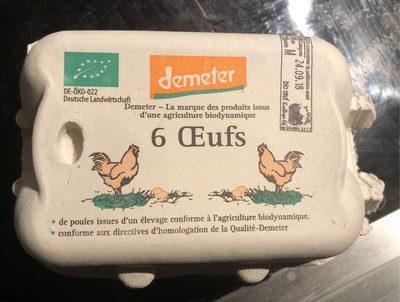 demeter
DE-ÖKO-022
Deutsche Landwirtschaft
Demeter – La marque des produits issus
d'une agriculture biodynamique
6 Œufs
24.09.18
M
• de poules issues d'un élevage conforme à l'agriculture biodynamique.
• conforme aux directives d'homologation de la Qualité-Demeter